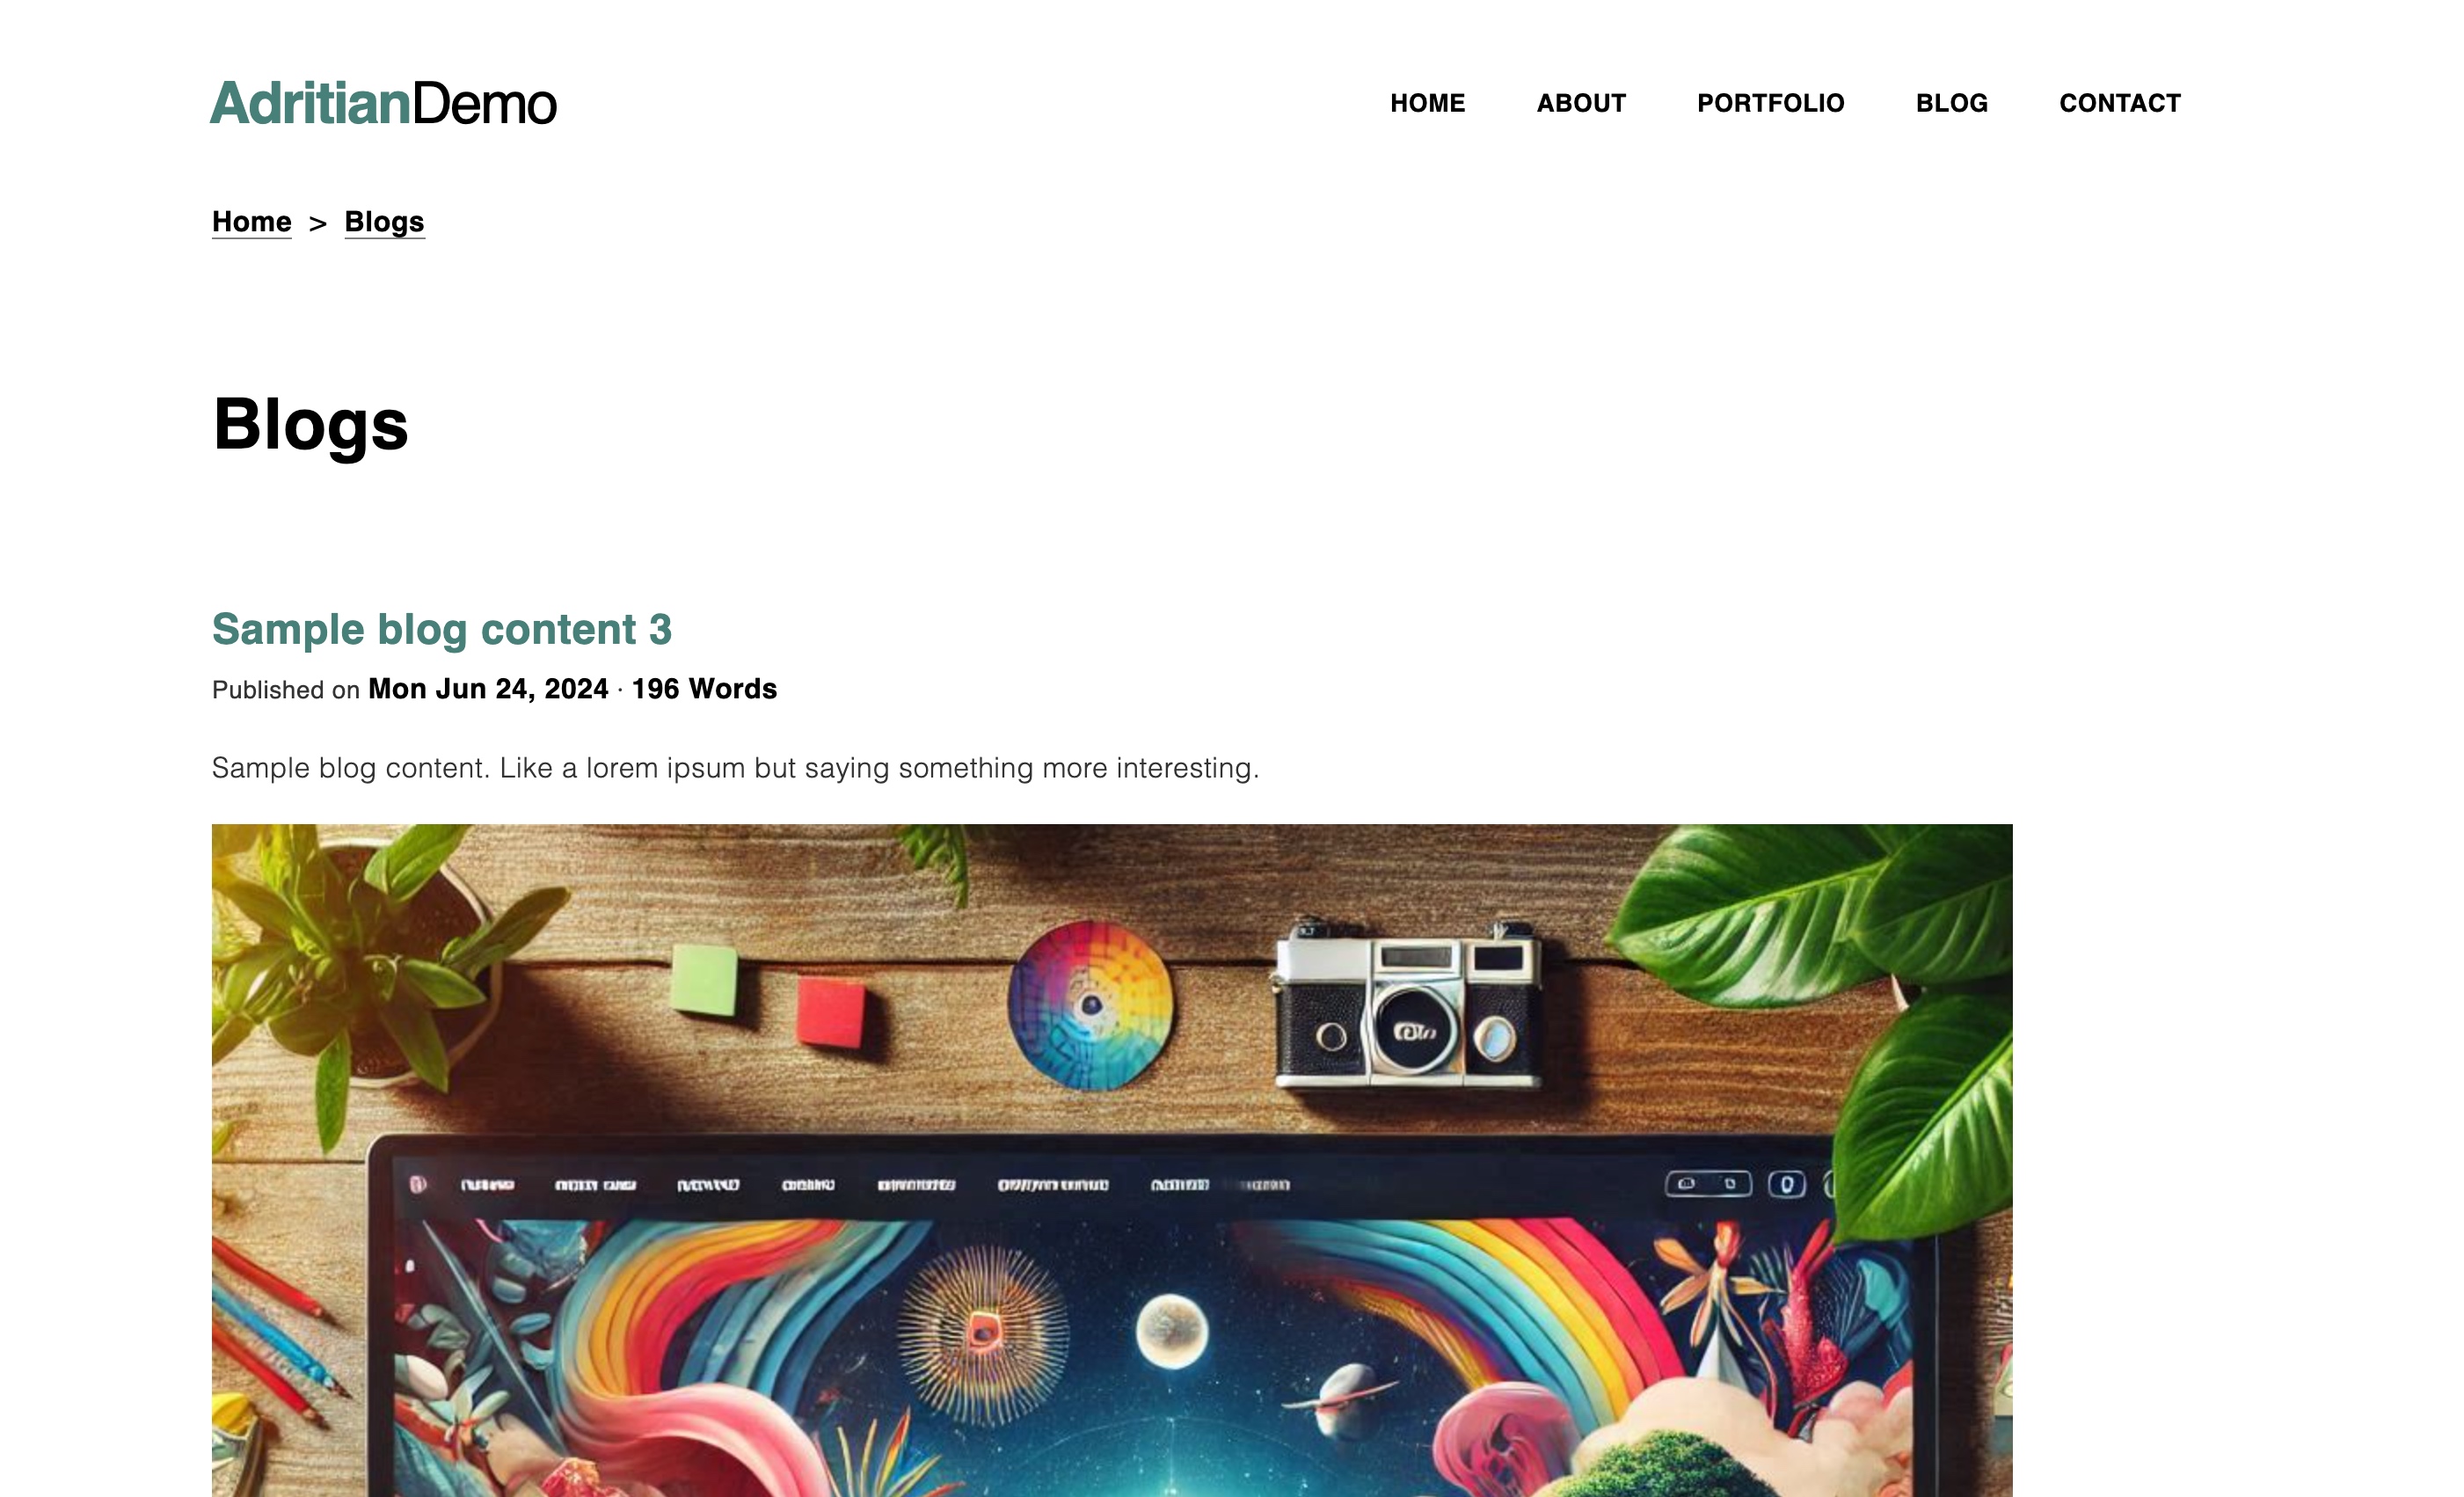 AdritianDemo
HOME ABOUT PORTFOLIO BLOG CONTACT
Home > Blogs
Blogs
Sample blog content 3
Published on Mon Jun 24, 2024 · 196 Words
Sample blog content. Like a lorem ipsum but saying something more interesting.